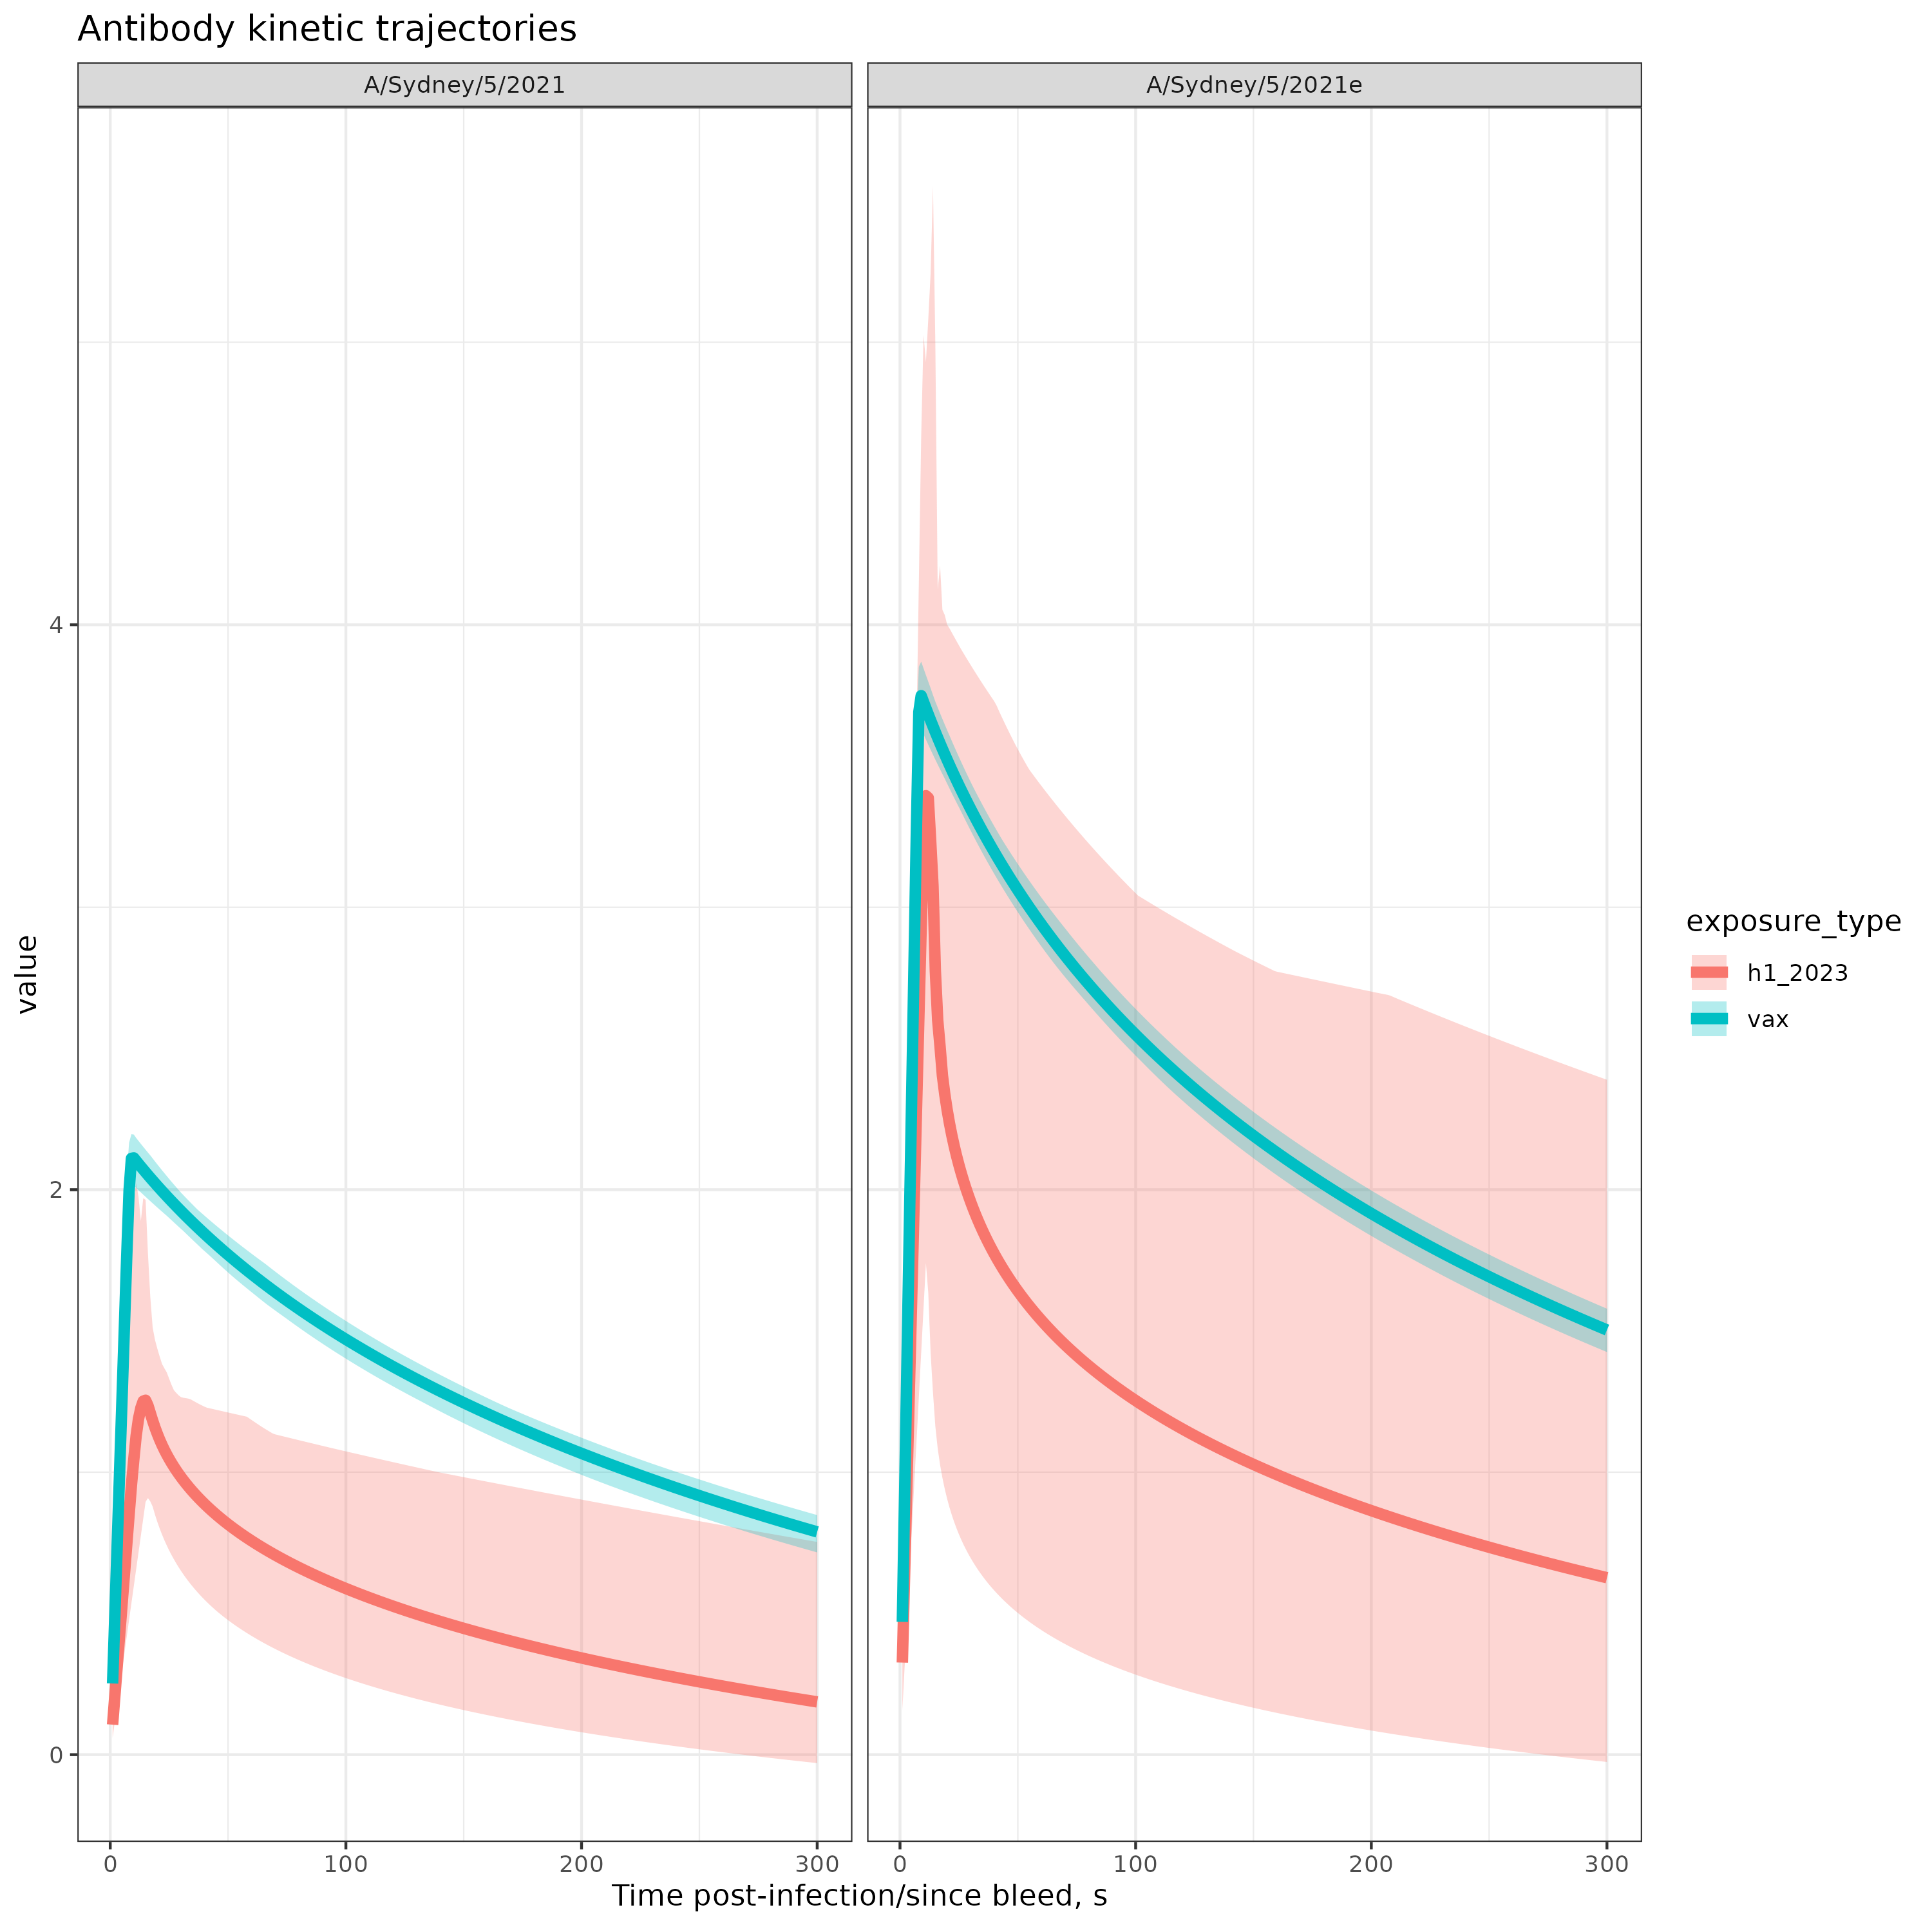 Antibody kinetic trajectories
A/Sydney/5/2021
A/Sydney/5/2021e
value
4
2
0
0 100 200 300
0 100 200 300
Time post-infection/since bleed, s
exposure_type
h1_2023
vax